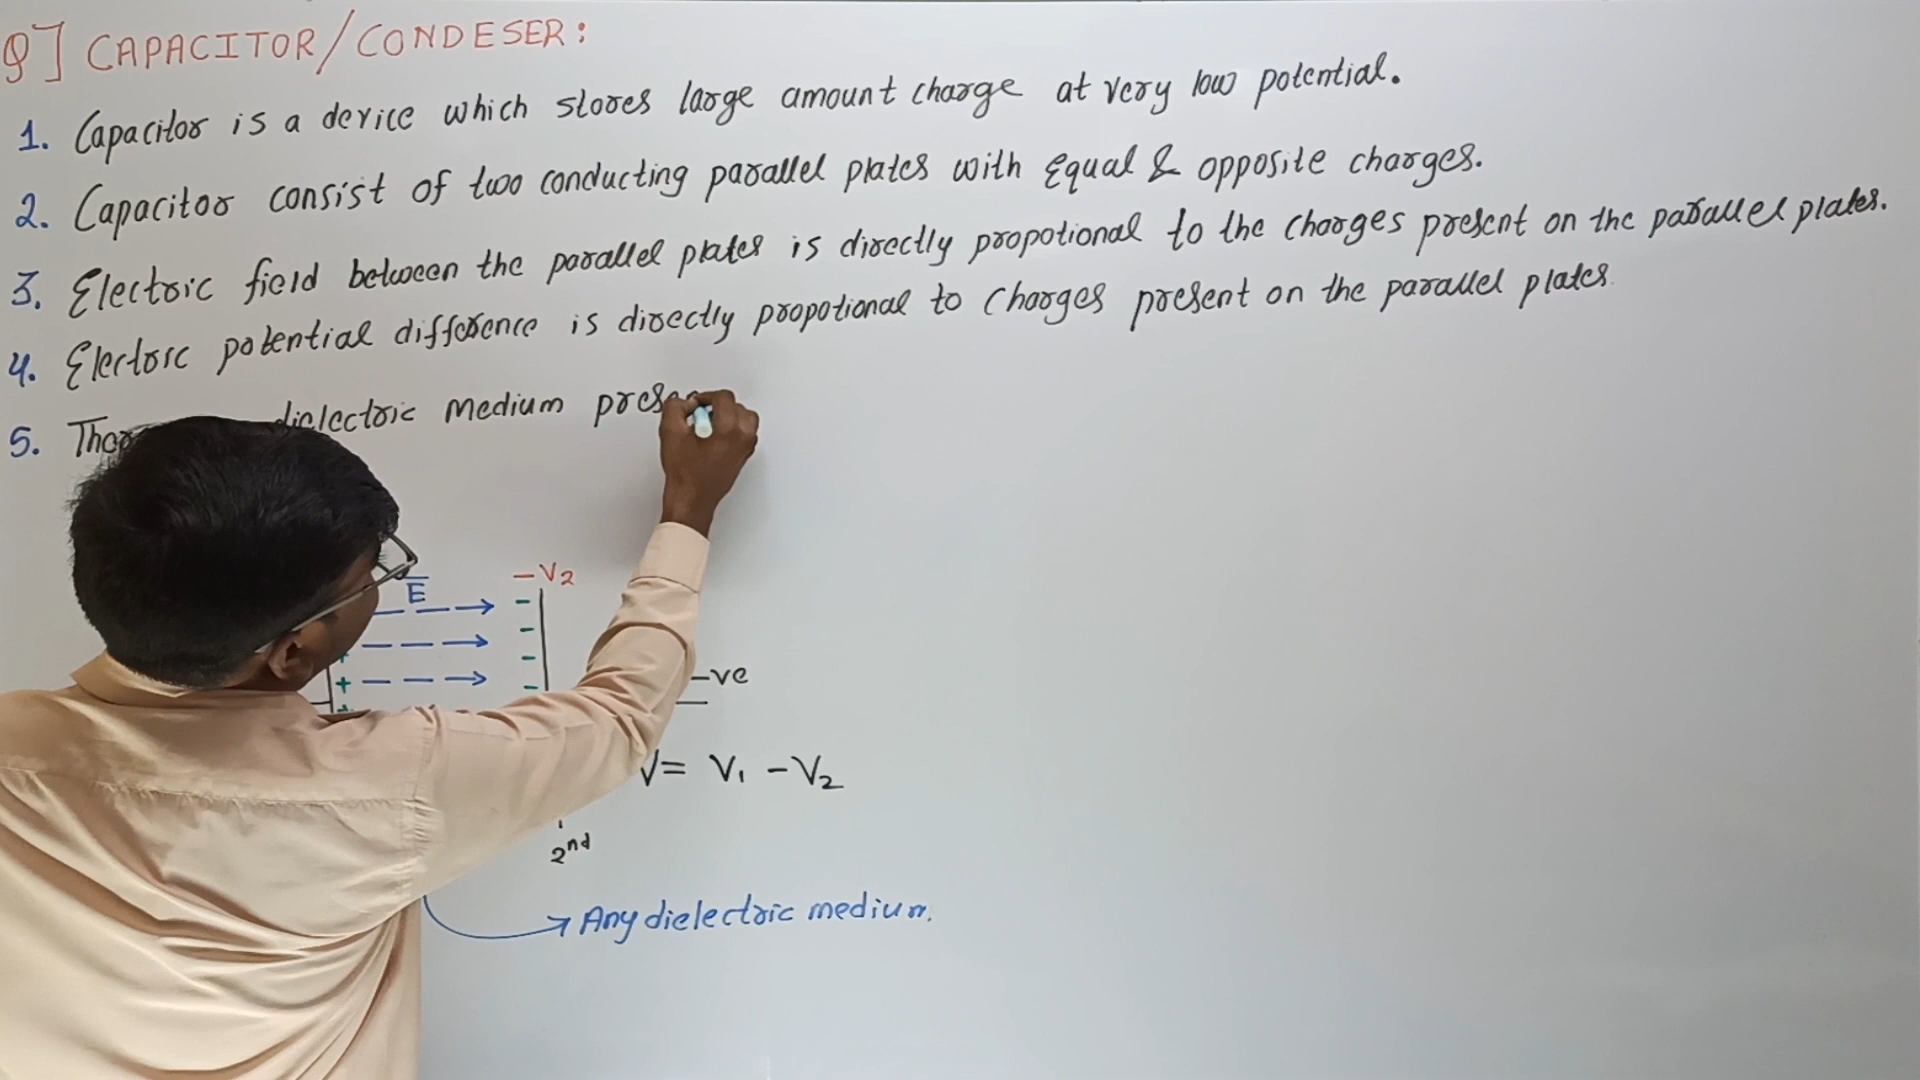 Q] CAPACITOR/CONDESER:
1. Capacitor is a device which stores large amount charge at very low potential.
2. Capacitor consist of two conducting parallel plates with Equal & opposite charges.
3. Electric field between the parallel plates is directly propotional to the charges present on the parallel plates.
4. Electorc potential difference is directly propotional to charges present on the parallel plates.
5. dielectric medium
E
-V2
-ve
V = V1 - V2
2nd
Any dielectric medium.